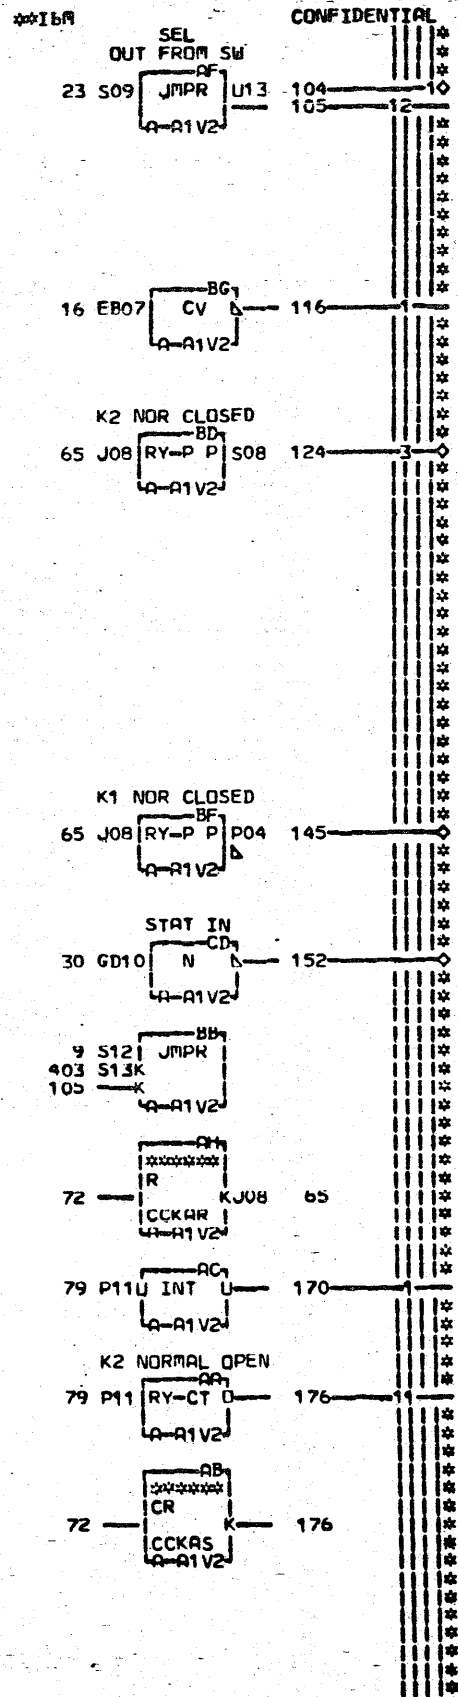 **IBM CONFIDENTIAL
SEL
OUT FROM SW
AF
23 S09 JMPR U13 104 10
105 12
A-A1V2
BG
16 EB07 CV 116 1
A-A1V2
K2 NOR CLOSED
BD
65 J08 RY-P P S08 124 3
A-A1V2
K1 NOR CLOSED
BF
65 J08 RY-P P P04 145
A-A1V2
STAT IN
CD
30 GD10 N 152
A-A1V2
BB
9 S12 JMPR
403 S13K
105 K
A-A1V2
AH
******
R
72 KJ08 65
CCKAR
A-A1V2
AC
79 P11U INT U 170 1
A-A1V2
K2 NORMAL OPEN
AA
79 P11 RY-CT O 176 11
A-A1V2
AB
******
CR
72 K 176
CCKAS
A-A1V2